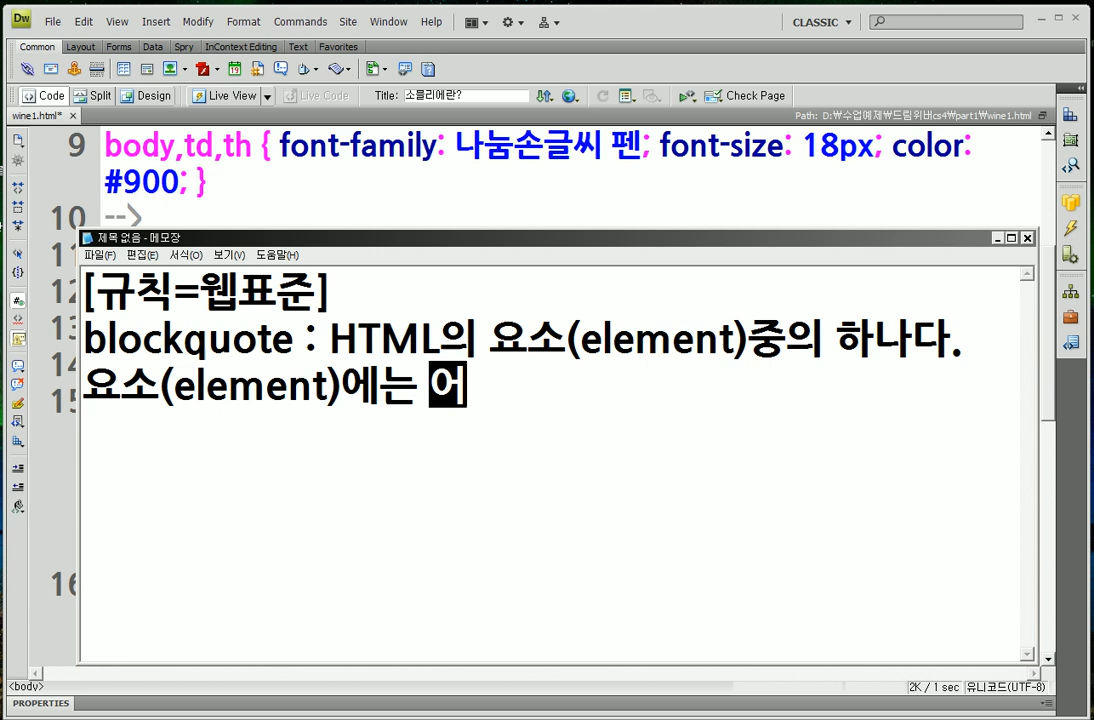 Dw File Edit View Insert Modify Format Commands Site Window Help CLASSIC
Common Layout Forms Data Spry InContext Editing Text Favorites
Code Split Design Live View Live Code Title: 소믈리에란? Check Page
wine1.html* Path: D:₩수업예제₩드림위버cs4₩part1₩wine1.html
9 body,td,th { font-family: 나눔손글씨 펜; font-size: 18px; color:
#900; }
10 -->
제목 없음 - 메모장
파일(F) 편집(E) 서식(O) 보기(V) 도움말(H)
[규칙=웹표준]
blockquote : HTML의 요소(element)중의 하나다.
요소(element)에는 어
<body> 2K / 1 sec 유니코드(UTF-8)
PROPERTIES